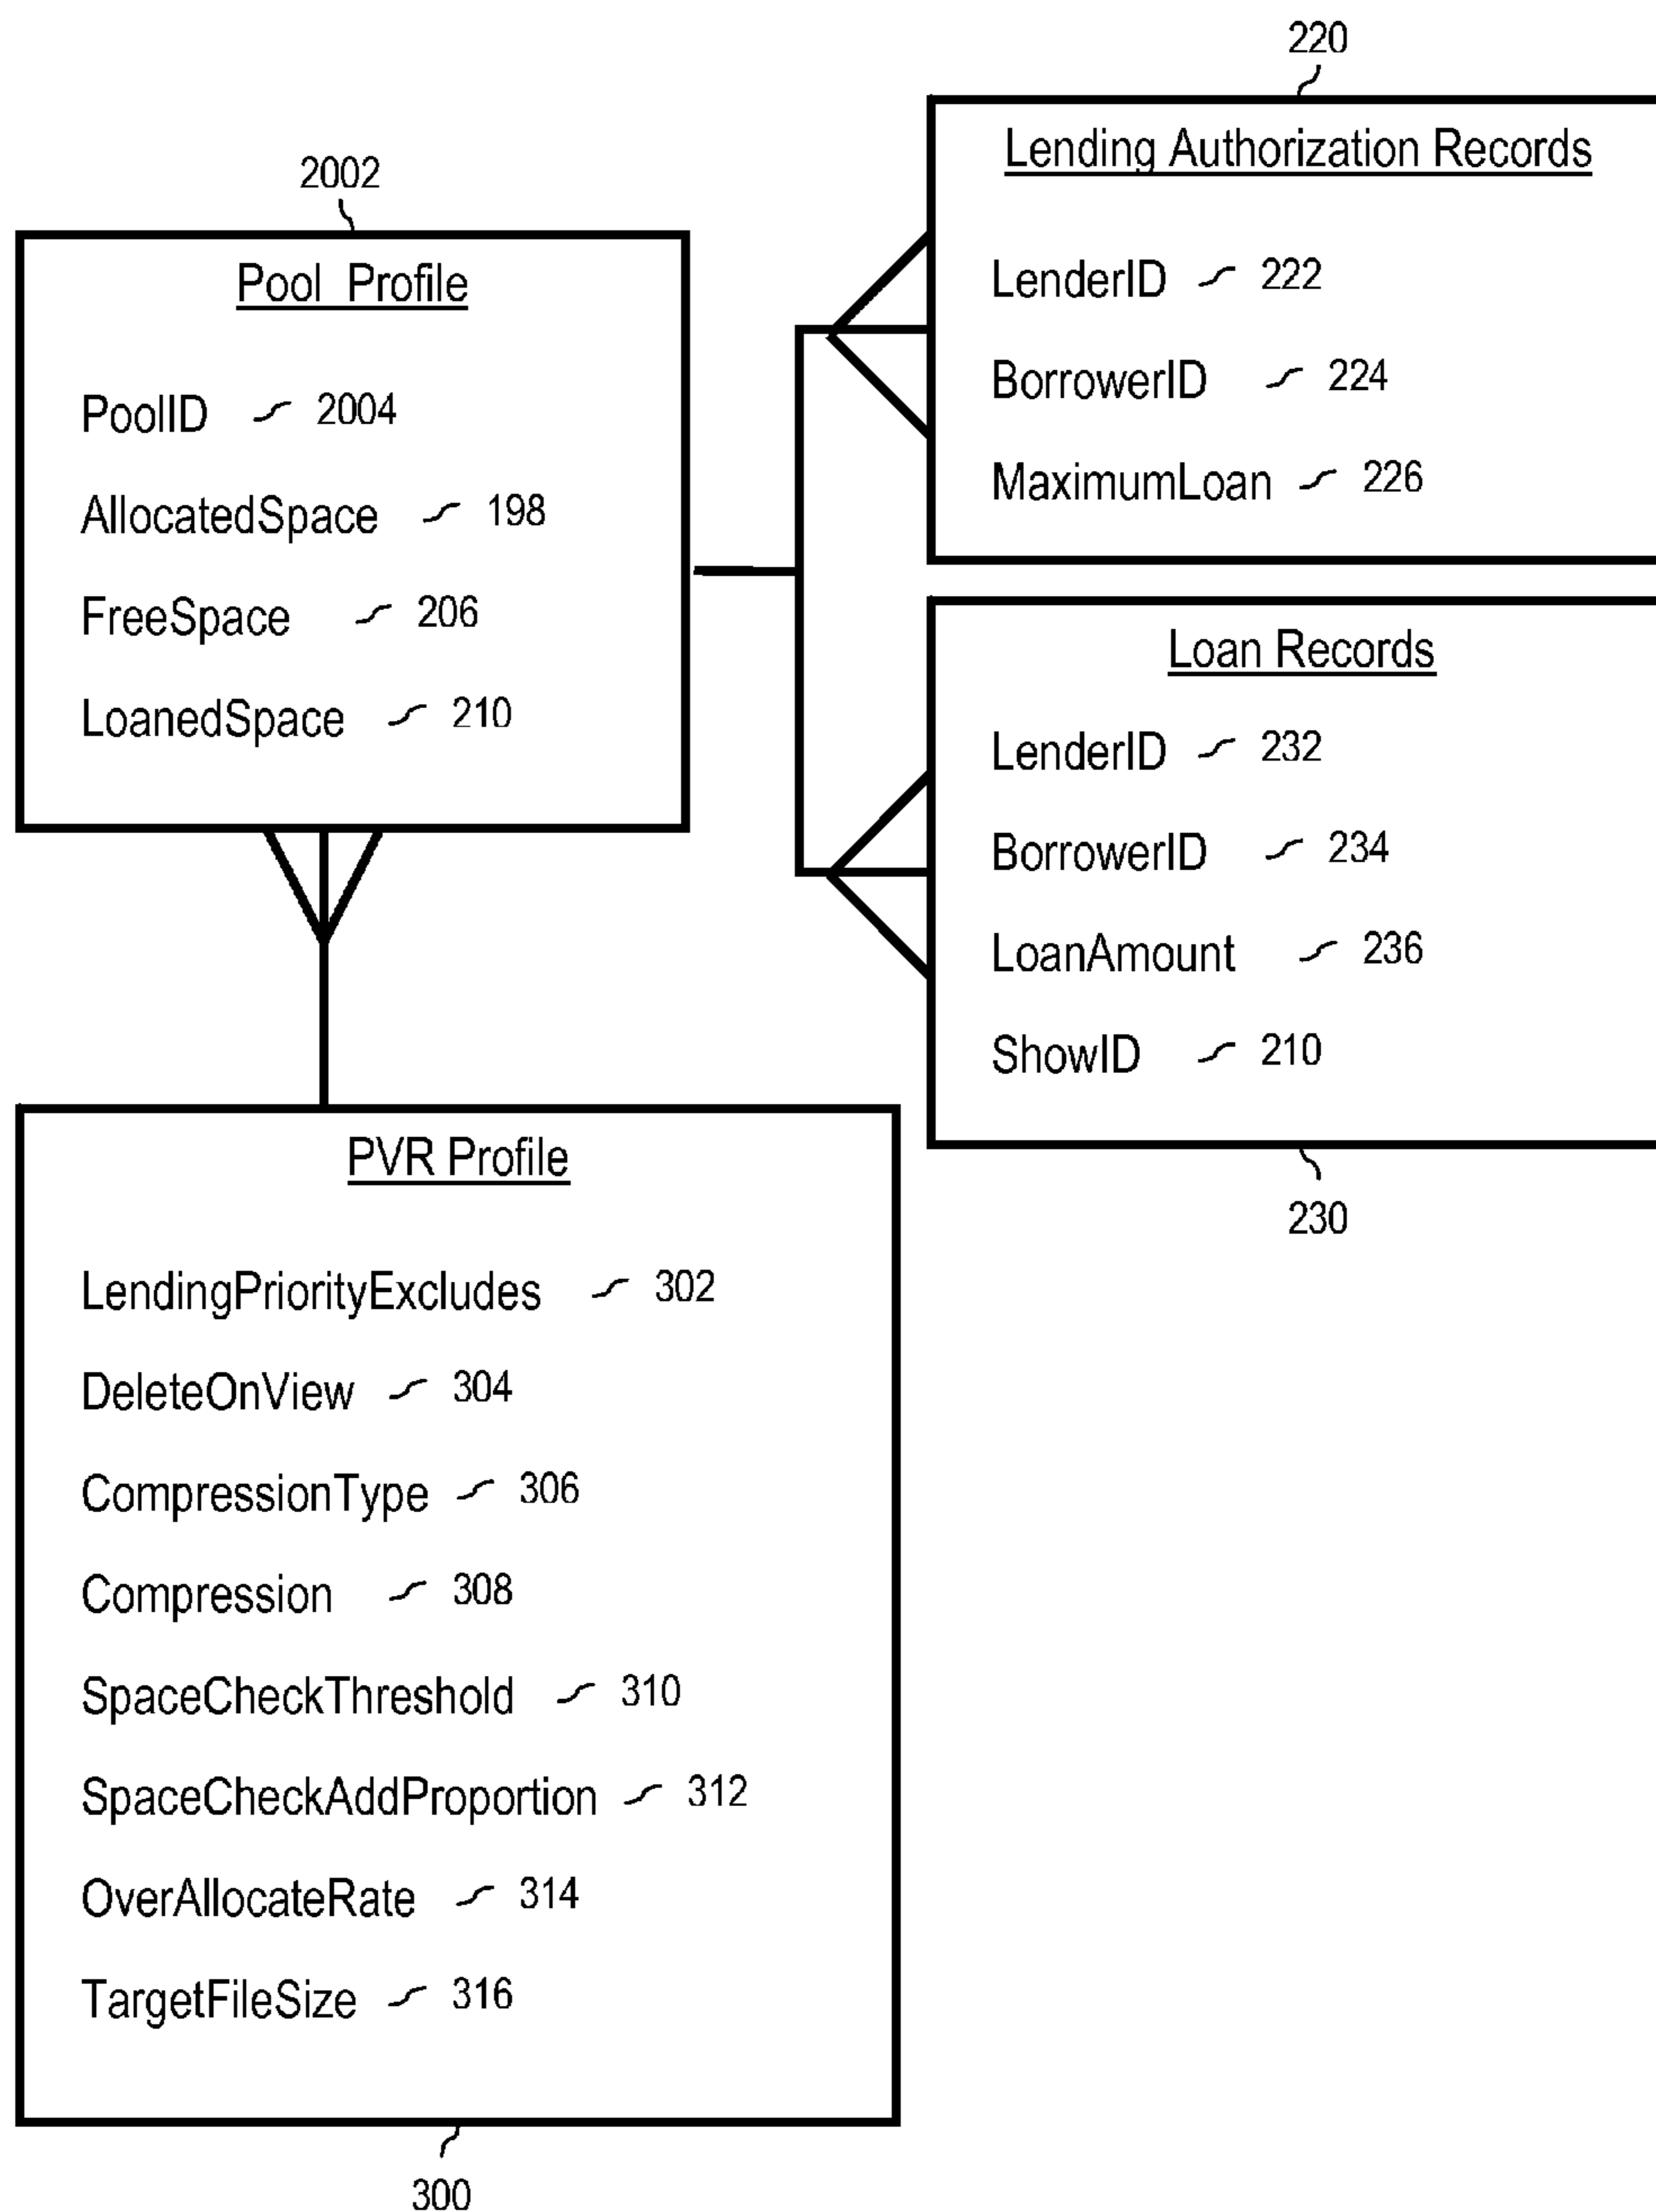 2002
Pool Profile
PoolID 2004
AllocatedSpace 198
FreeSpace 206
LoanedSpace 210
220
Lending Authorization Records
LenderID 222
BorrowerID 224
MaximumLoan 226
Loan Records
LenderID 232
BorrowerID 234
LoanAmount 236
ShowID 210
230
PVR Profile
LendingPriorityExcludes 302
DeleteOnView 304
CompressionType 306
Compression 308
SpaceCheckThreshold 310
SpaceCheckAddProportion 312
OverAllocateRate 314
TargetFileSize 316
300